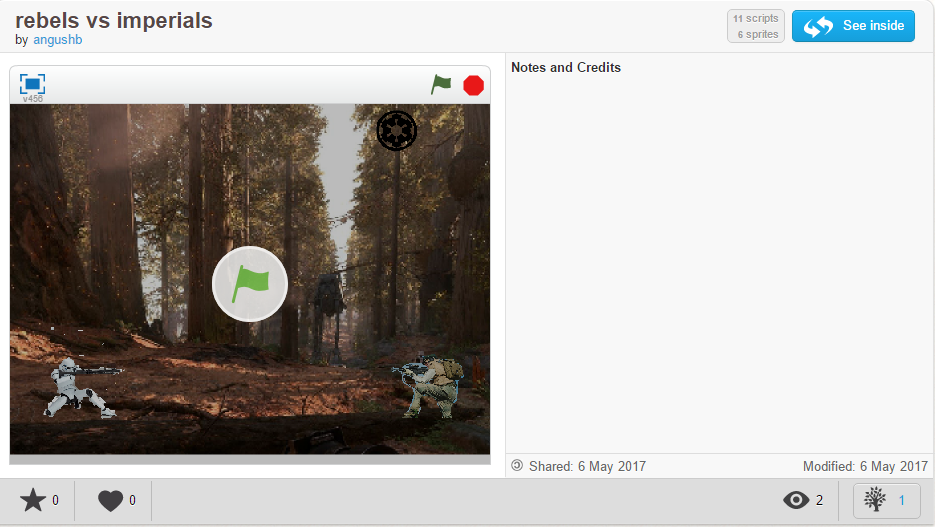 rebels vs imperials
by angushb
11 scripts
6 sprites
See inside
v456
Notes and Credits
Shared: 6 May 2017
Modified: 6 May 2017
0
0
2
1